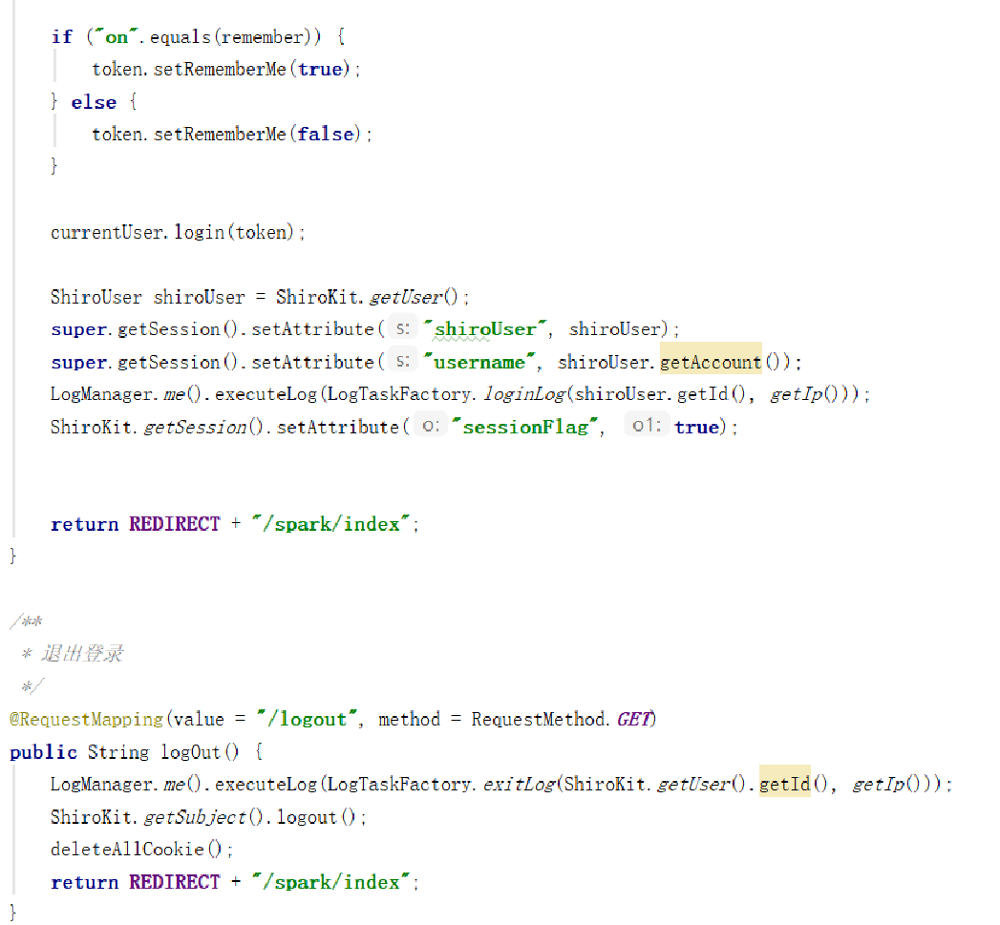 if ("on".equals(remember)) {
token.setRememberMe(true);
} else {
token.setRememberMe(false);
}
currentUser.login(token);
ShiroUser shiroUser = ShiroKit.getUser();
super.getSession().setAttribute( s: "shiroUser", shiroUser);
super.getSession().setAttribute( s: "username", shiroUser.getAccount());
LogManager.me().executeLog(LogTaskFactory.loginLog(shiroUser.getId(), getIp()));
ShiroKit.getSession().setAttribute( o: "sessionFlag", o1: true);
return REDIRECT + "/spark/index";
}
/**
* 退出登录
*/
@RequestMapping(value = "/logout", method = RequestMethod.GET)
public String logOut() {
LogManager.me().executeLog(LogTaskFactory.exitLog(ShiroKit.getUser().getId(), getIp()));
ShiroKit.getSubject().logout();
deleteAllCookie();
return REDIRECT + "/spark/index";
}